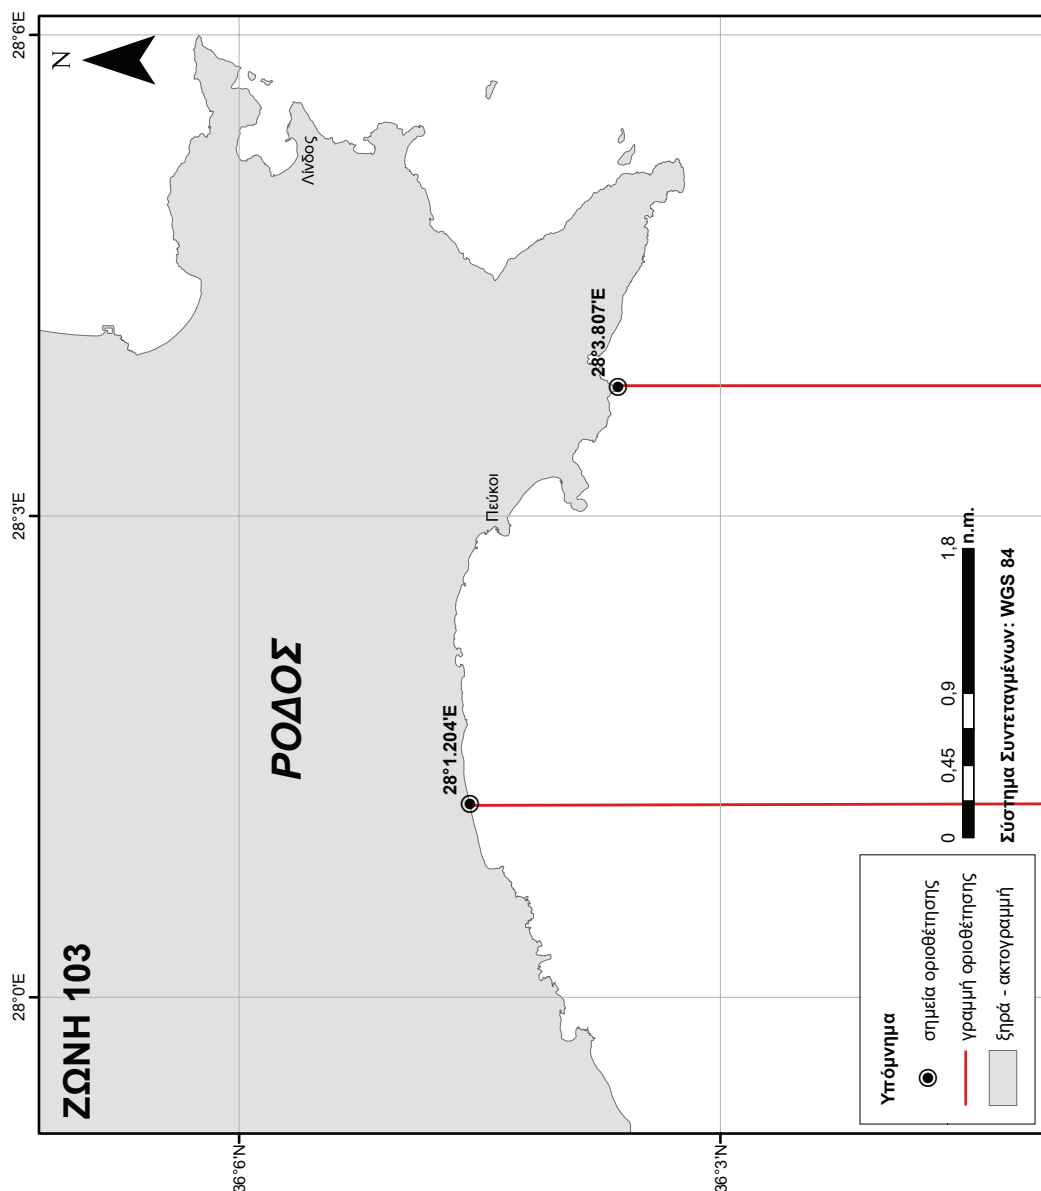 ΖΩΝΗ 103
28°0'E
28°3'E
28°6'E
N
36°6'N
36°3'N
Λίνδος
ΡΟΔΟΣ
Πεύκοι
28°1.204'E
28°3.807'E
Υπόμνημα
σημεία οριοθέτησης
γραμμή οριοθέτησης
ξηρά - ακτογραμμή
0 0,45 0,9 1,8
n.m.
Σύστημα Συντεταγμένων: WGS 84